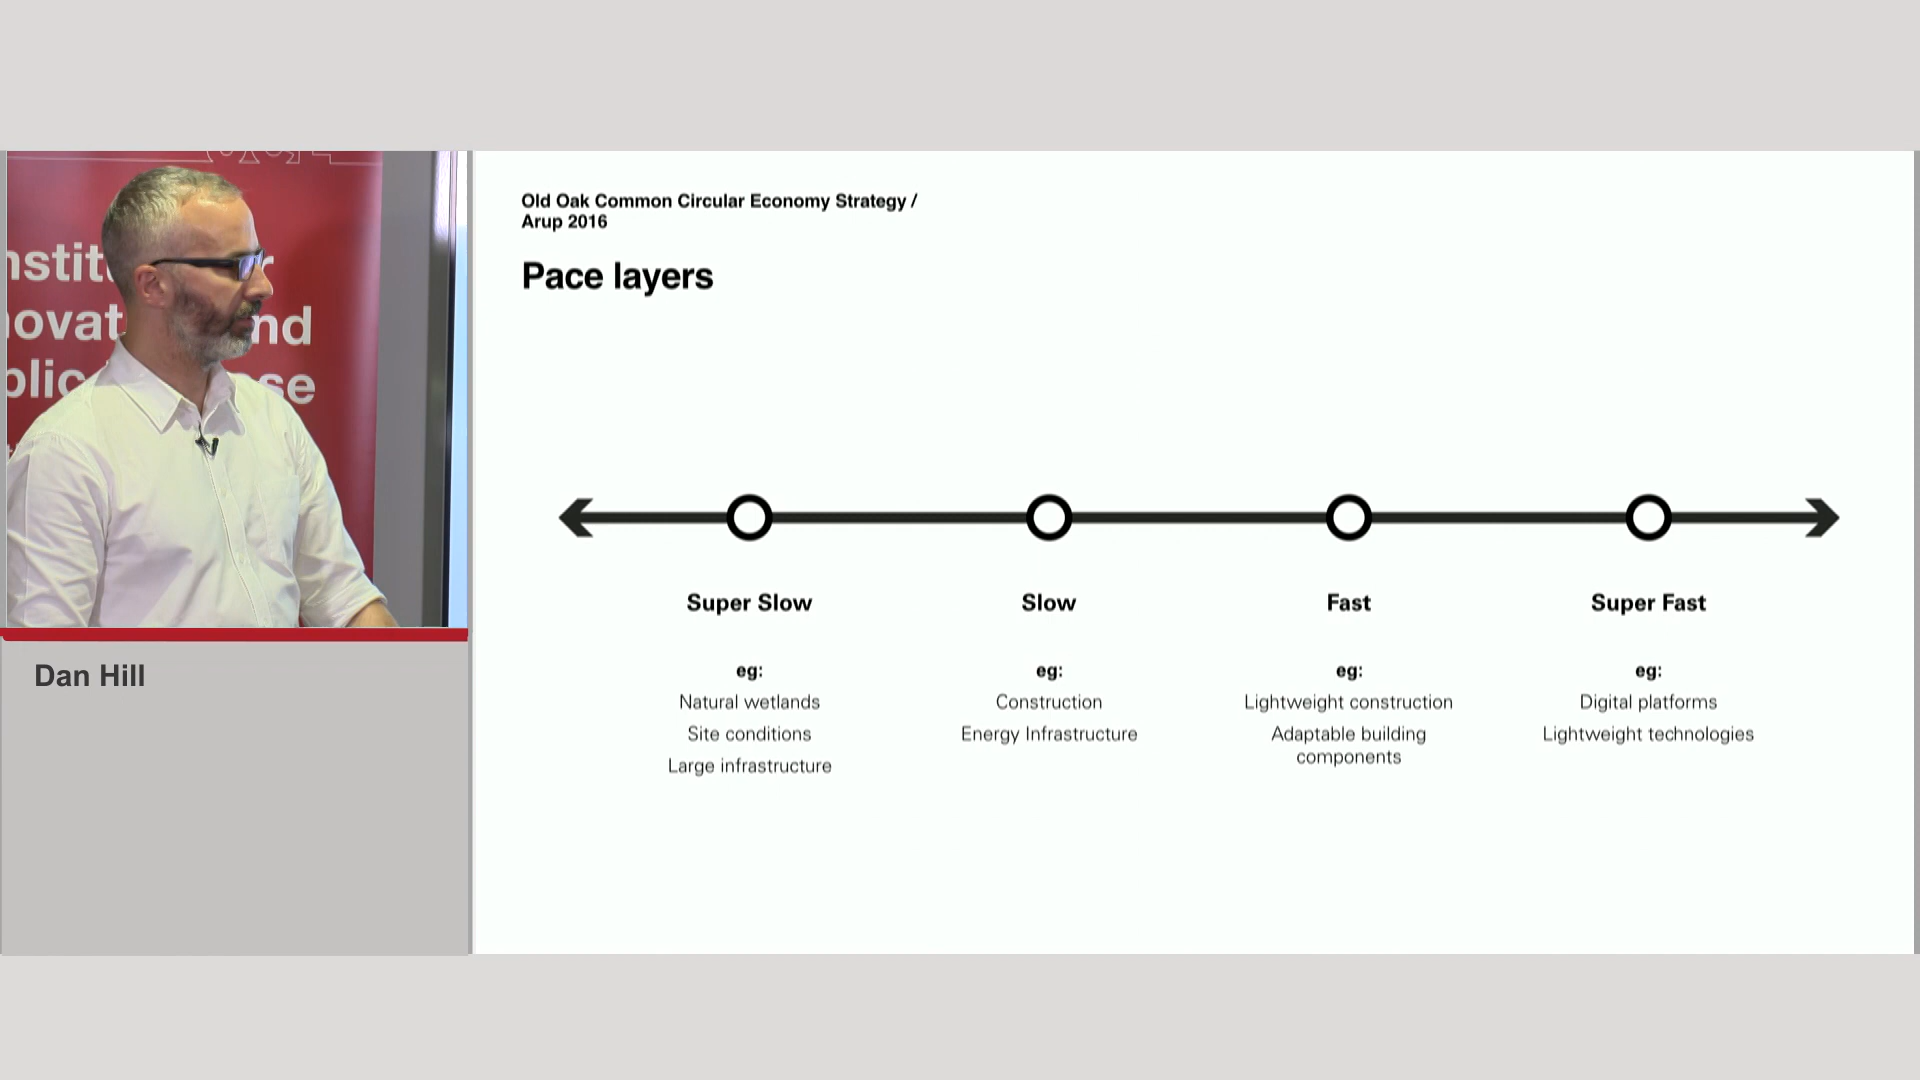 Old Oak Common Circular Economy Strategy /
Arup 2016
Pace layers
Super Slow
Slow
Fast
Super Fast
eg:
eg:
eg:
eg:
Natural wetlands
Construction
Lightweight construction
Digital platforms
Site conditions
Energy Infrastructure
Adaptable building
components
Lightweight technologies
Large infrastructure
Dan Hill